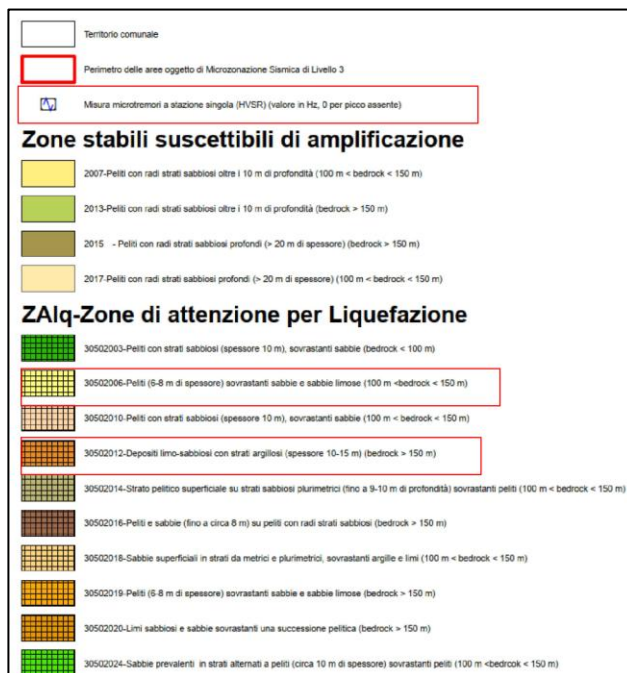 Territorio comunale
Perimetro delle aree oggetto di Microzonazione Sismica di Livello 3
Misura microtremori a stazione singola (HVSR) (valore in Hz, 0 per picco assente)
Zone stabili suscettibili di amplificazione
2007-Peliti con radi strati sabbiosi oltre i 10 m di profondità (100 m < bedrock < 150 m)
2013-Peliti con radi strati sabbiosi oltre i 10 m di profondità (bedrock > 150 m)
2015 - Peliti con radi strati sabbiosi profondi (> 20 m di spessore) (bedrock > 150 m)
2017-Peliti con radi strati sabbiosi profondi (> 20 m di spessore) (100 m < bedrock < 150 m)
ZAlq-Zone di attenzione per Liquefazione
30502003-Peliti con strati sabbiosi (spessore 10 m), sovrastanti sabbie (bedrock < 100 m)
30502006-Peliti (6-8 m di spessore) sovrastanti sabbie e sabbie limose (100 m <bedrock < 150 m)
30502010-Peliti con strati sabbiosi (spessore 10 m), sovrastanti sabbie (100 m < bedrock < 150 m)
30502012-Depositi limo-sabbiosi con strati argillosi (spessore 10-15 m) (bedrock > 150 m)
30502014-Strato pelitico superficiale su strati sabbiosi plurimetrici (fino a 9-10 m di profondità) sovrastanti peliti (100 m < bedrock < 150 m)
30502016-Peliti e sabbie (fino a circa 8 m) su peliti con radi strati sabbiosi (bedrock > 150 m)
30502018-Sabbie superficiali in strati da metrici e plurimetrici, sovrastanti argille e limi (100 m < bedrock < 150 m)
30502019-Peliti (6-8 m di spessore) sovrastanti sabbie e sabbie limose (bedrock > 150 m)
30502020-Limi sabbiosi e sabbie sovrastanti una successione pelitica (bedrock > 150 m)
30502024-Sabbie prevalenti in strati alternati a peliti (circa 10 m di spessore) sovrastanti peliti (100 m <bedrcok < 150 m)